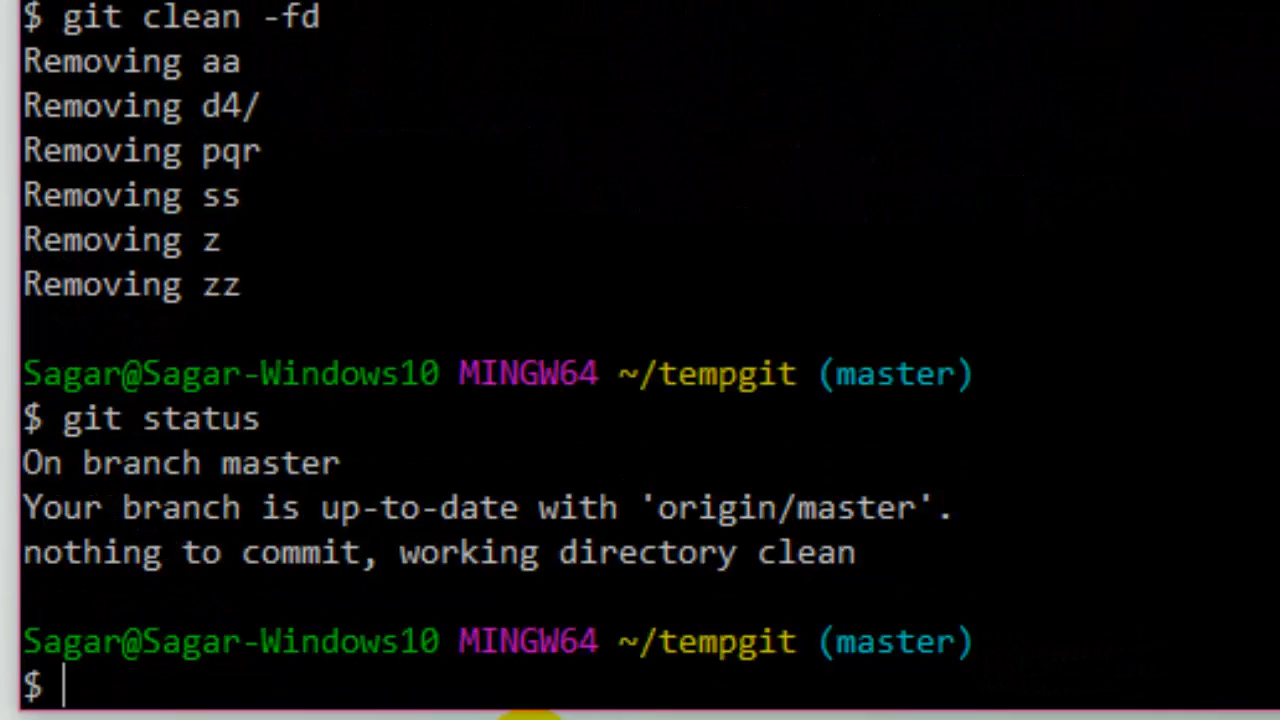 $ git clean -fd
Removing aa
Removing d4/
Removing pqr
Removing ss
Removing z
Removing zz
Sagar@Sagar-Windows10 MINGW64 ~/tempgit (master)
$ git status
On branch master
Your branch is up-to-date with 'origin/master'.
nothing to commit, working directory clean
Sagar@Sagar-Windows10 MINGW64 ~/tempgit (master)
$